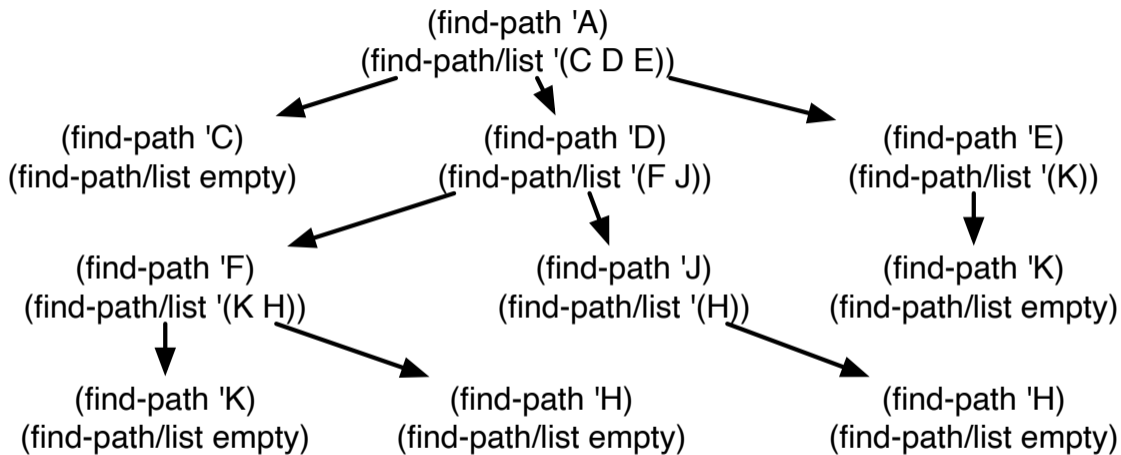 (find-path 'A)
(find-path/list '(C D E))
(find-path 'C)
(find-path/list empty)
(find-path 'D)
(find-path/list '(F J))
(find-path 'E)
(find-path/list '(K))
(find-path 'F)
(find-path/list '(K H))
(find-path 'J)
(find-path/list '(H))
(find-path 'K)
(find-path/list empty)
(find-path 'K)
(find-path/list empty)
(find-path 'H)
(find-path/list empty)
(find-path 'H)
(find-path/list empty)